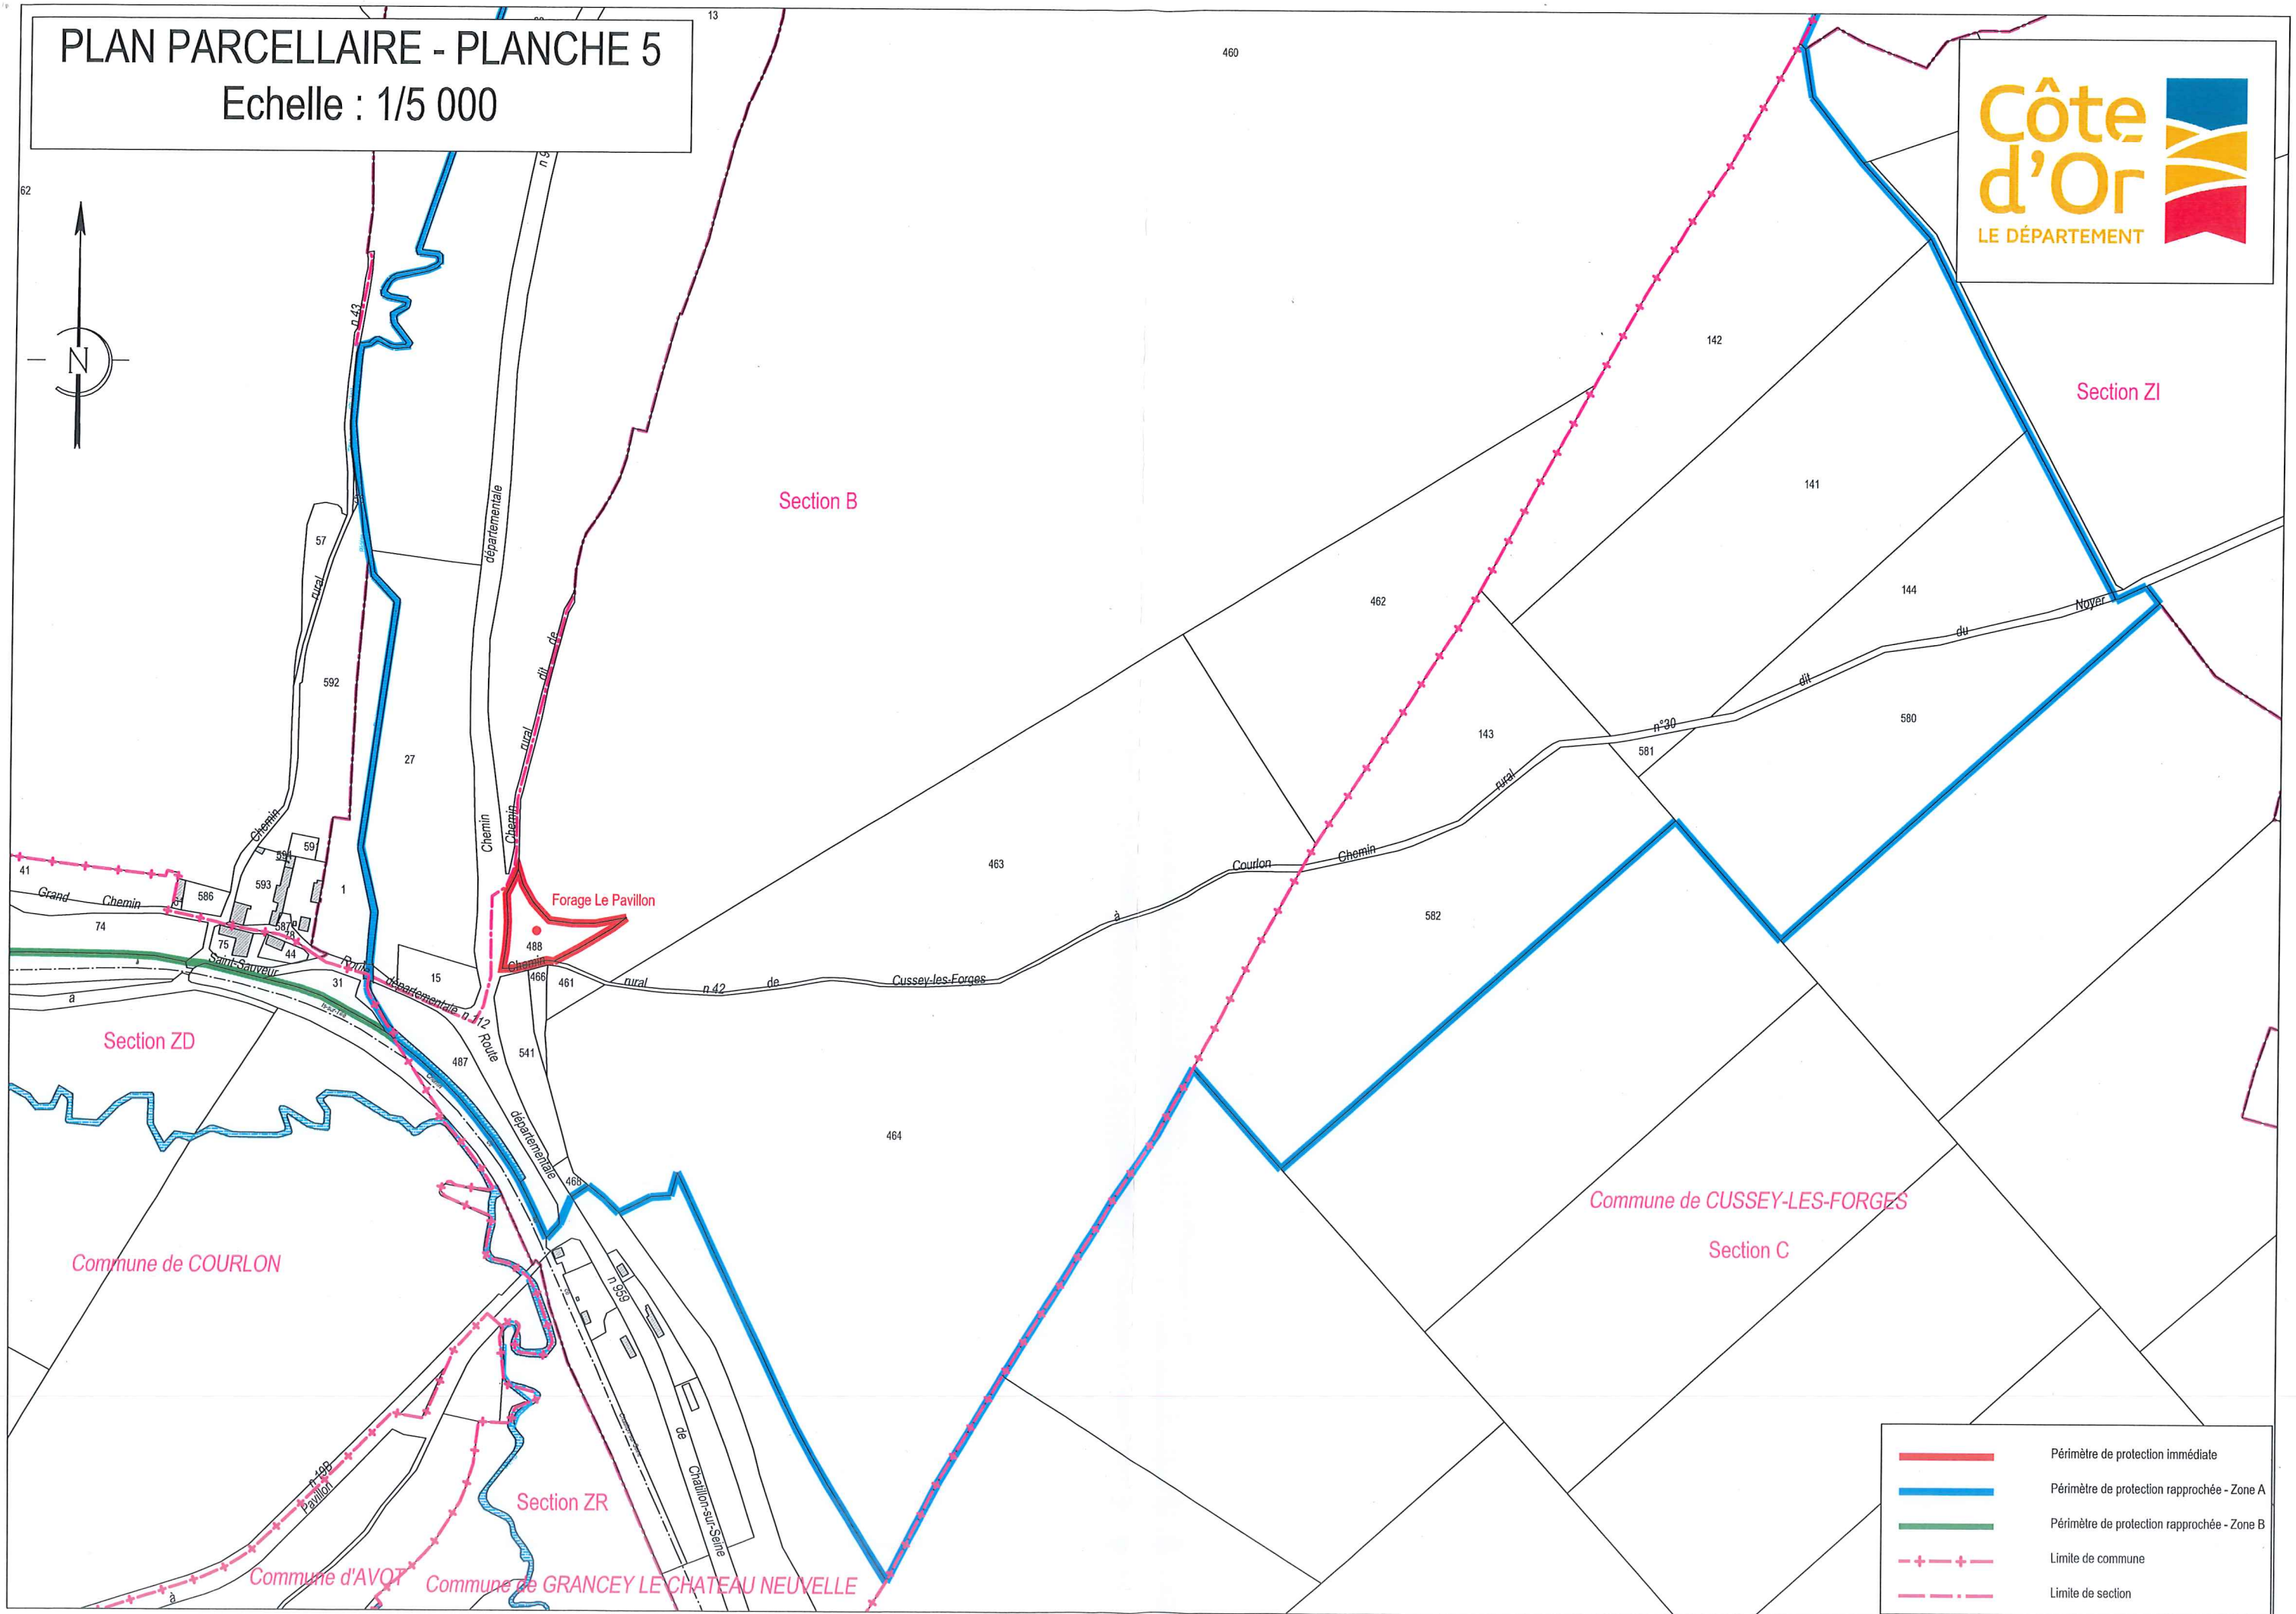 PLAN PARCELLAIRE - PLANCHE 5
Echelle : 1/5 000
13
460
62
Côte
d'Or
LE DÉPARTEMENT
N
n 43
n 9
142
Section ZI
Section B
141
57
rural
départementale
462
144
Noyer
du
dit
n°30
580
581
592
27
de
dit
rural
Chemin
Chemin
143
rural
Chemin
Courlon
463
à
582
Chemin
591
594
593
1
41
Grand Chemin
586
74
75
44
78
Saint-Sauveur
31
Route
départementale n 112
15
Forage Le Pavillon
488
Chemin
466
461
rural n 42 de Cussey-les-Forges
à
Section ZD
487
Route
541
départementale
468
464
Commune de CUSSEY-LES-FORGES
Section C
Commune de COURLON
n 959
de
Chatillon-sur-Seine
n 19B
Pavillon
à
Section ZR
Commune d'AVOT
Commune de GRANCEY LE CHATEAU NEUVELLE
Périmètre de protection immédiate
Périmètre de protection rapprochée - Zone A
Périmètre de protection rapprochée - Zone B
Limite de commune
Limite de section